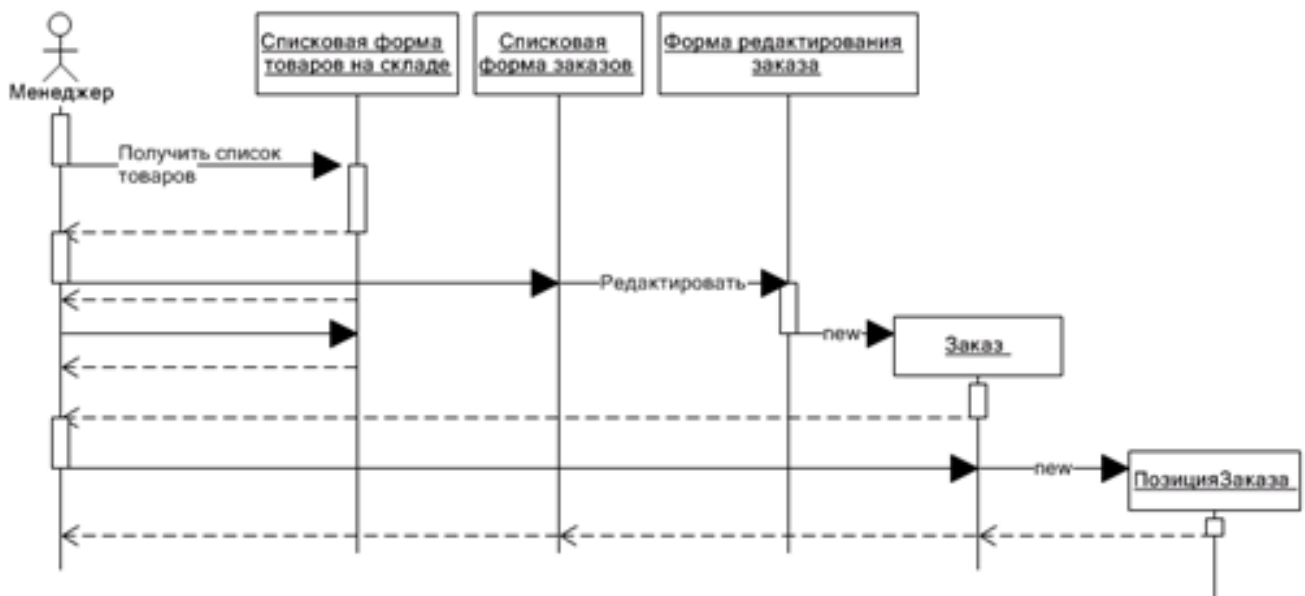 Менеджер
Списковая форма
товаров на складе
Списковая
форма заказов
Форма редактирования
заказа
Получить список
товаров
Редактировать
new
Заказ
new
ПозицияЗаказа